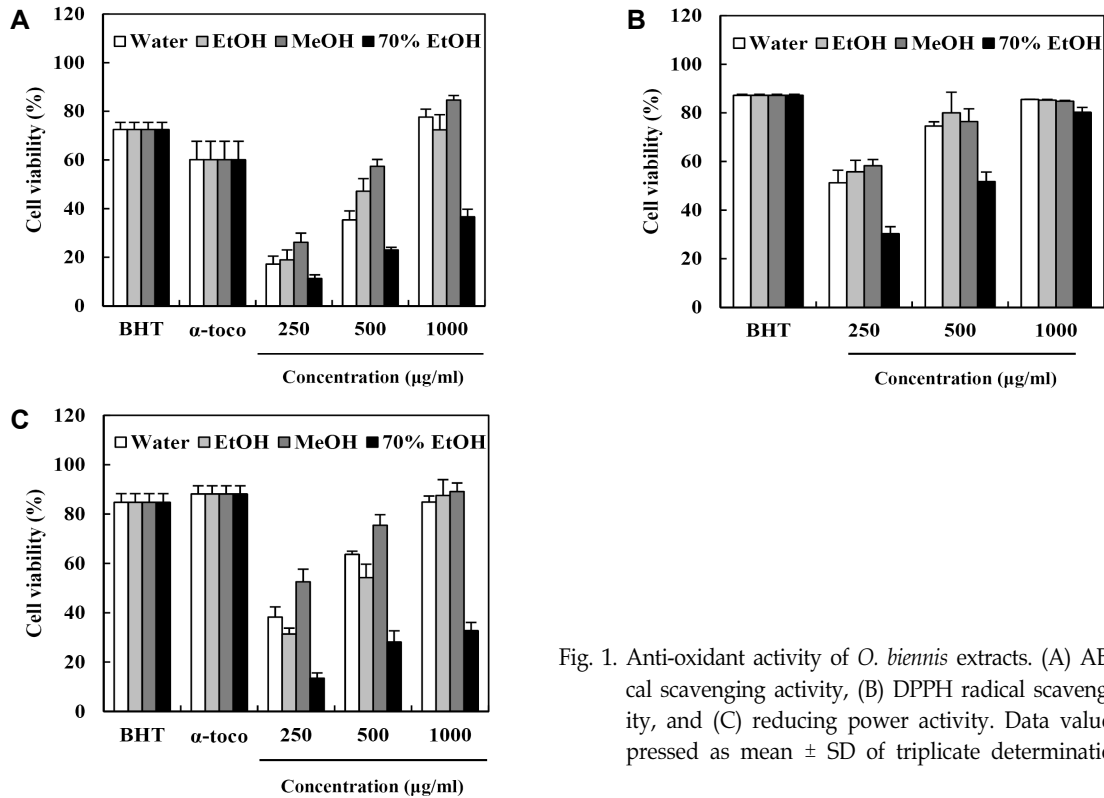 A
120
Water EtOH MeOH 70% EtOH
100
80
60
40
20
0
Cell viability (%)
BHT α-toco 250 500 1000
Concentration (µg/ml)
B
120
Water EtOH MeOH 70% EtOH
100
80
60
40
20
0
Cell viability (%)
BHT 250 500 1000
Concentration (µg/ml)
C
120
Water EtOH MeOH 70% EtOH
100
80
60
40
20
0
Cell viability (%)
BHT α-toco 250 500 1000
Concentration (µg/ml)
Fig. 1. Anti-oxidant activity of O. biennis extracts. (A) AB
cal scavenging activity, (B) DPPH radical scaveng
ity, and (C) reducing power activity. Data value
pressed as mean ± SD of triplicate determinatio